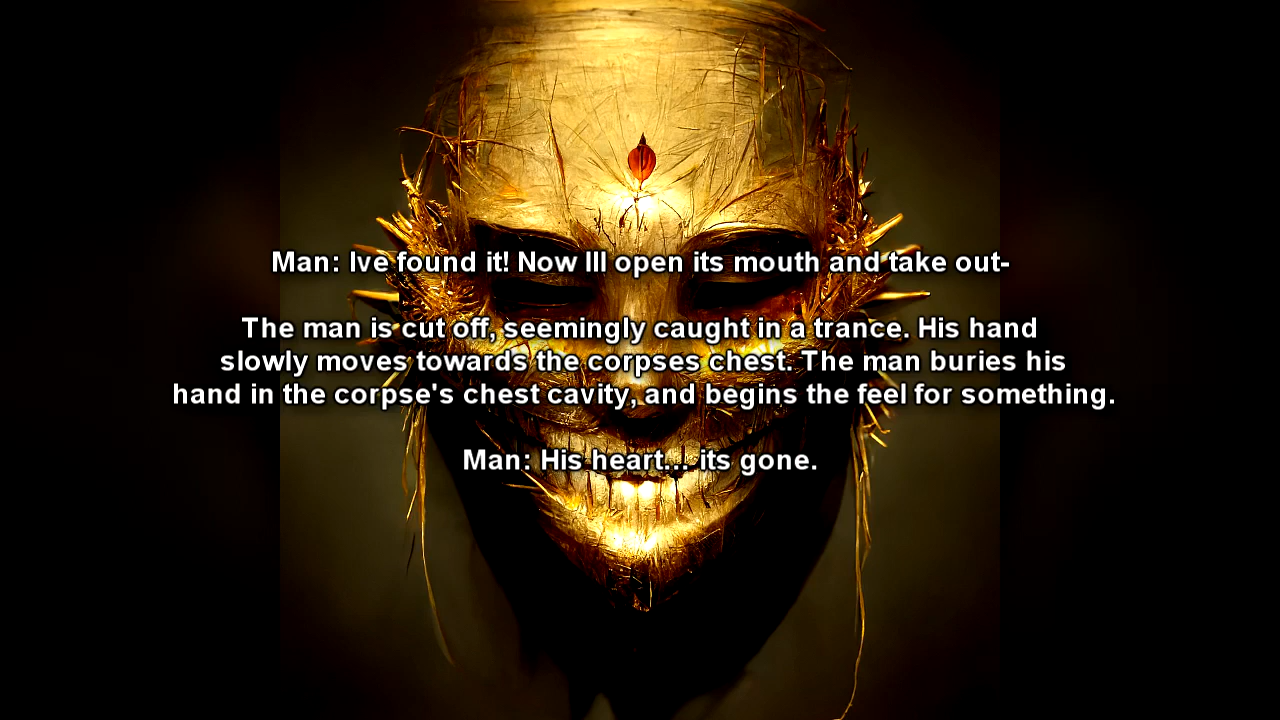 Man: Ive found it! Now Ill open its mouth and take out-
The man is cut off, seemingly caught in a trance. His hand
slowly moves towards the corpses chest. The man buries his
hand in the corpse's chest cavity, and begins the feel for something.
Man: His heart... its gone.